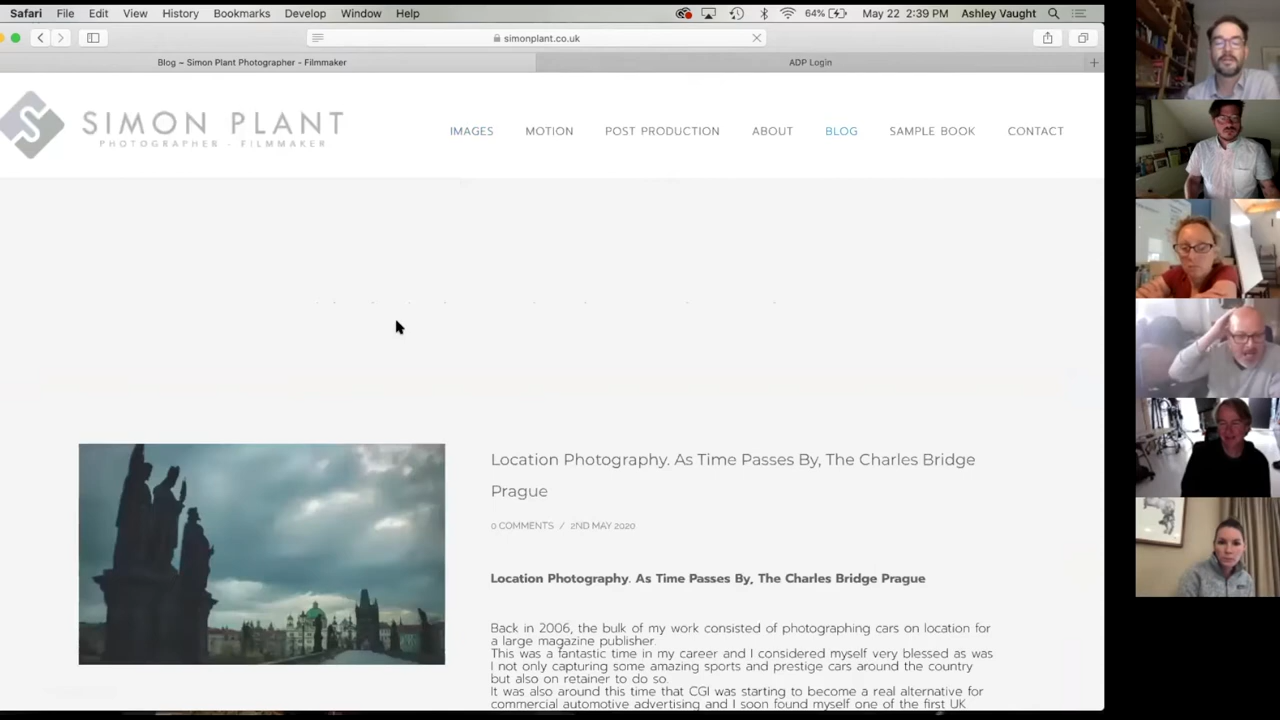 Safari File Edit View History Bookmarks Develop Window Help 64% May 22 2:39 PM Ashley Vaught
simonplant.co.uk
Blog – Simon Plant Photographer - Filmmaker ADP Login
SIMON PLANT
PHOTOGRAPHER - FILMMAKER
IMAGES MOTION POST PRODUCTION ABOUT BLOG SAMPLE BOOK CONTACT
Location Photography. As Time Passes By, The Charles Bridge
Prague
0 COMMENTS / 2ND MAY 2020
Location Photography. As Time Passes By, The Charles Bridge Prague
Back in 2006, the bulk of my work consisted of photographing cars on location for
a large magazine publisher.
This was a fantastic time in my career and I considered myself very blessed as was
I not only capturing some amazing sports and prestige cars around the country
but also on retainer to do so.
It was also around this time that CGI was starting to become a real alternative for
commercial automotive advertising and I soon found myself one of the first UK